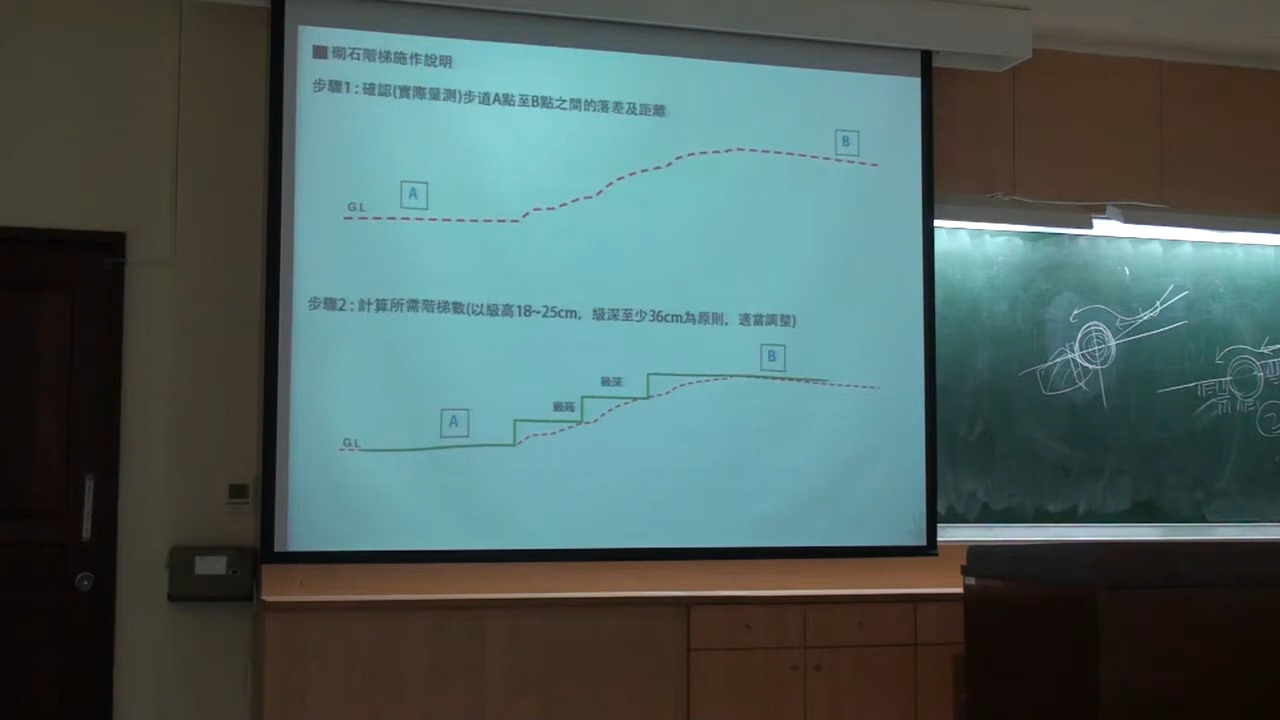 ■砌石階梯施作說明
步驟1：確認(實際量測)步道A點至B點之間的落差及距離
B
A
G.L
步驟2：計算所需階梯數(以級高18~25cm，級深至少36cm為原則，適當調整)
B
級深
級高
A
G.L